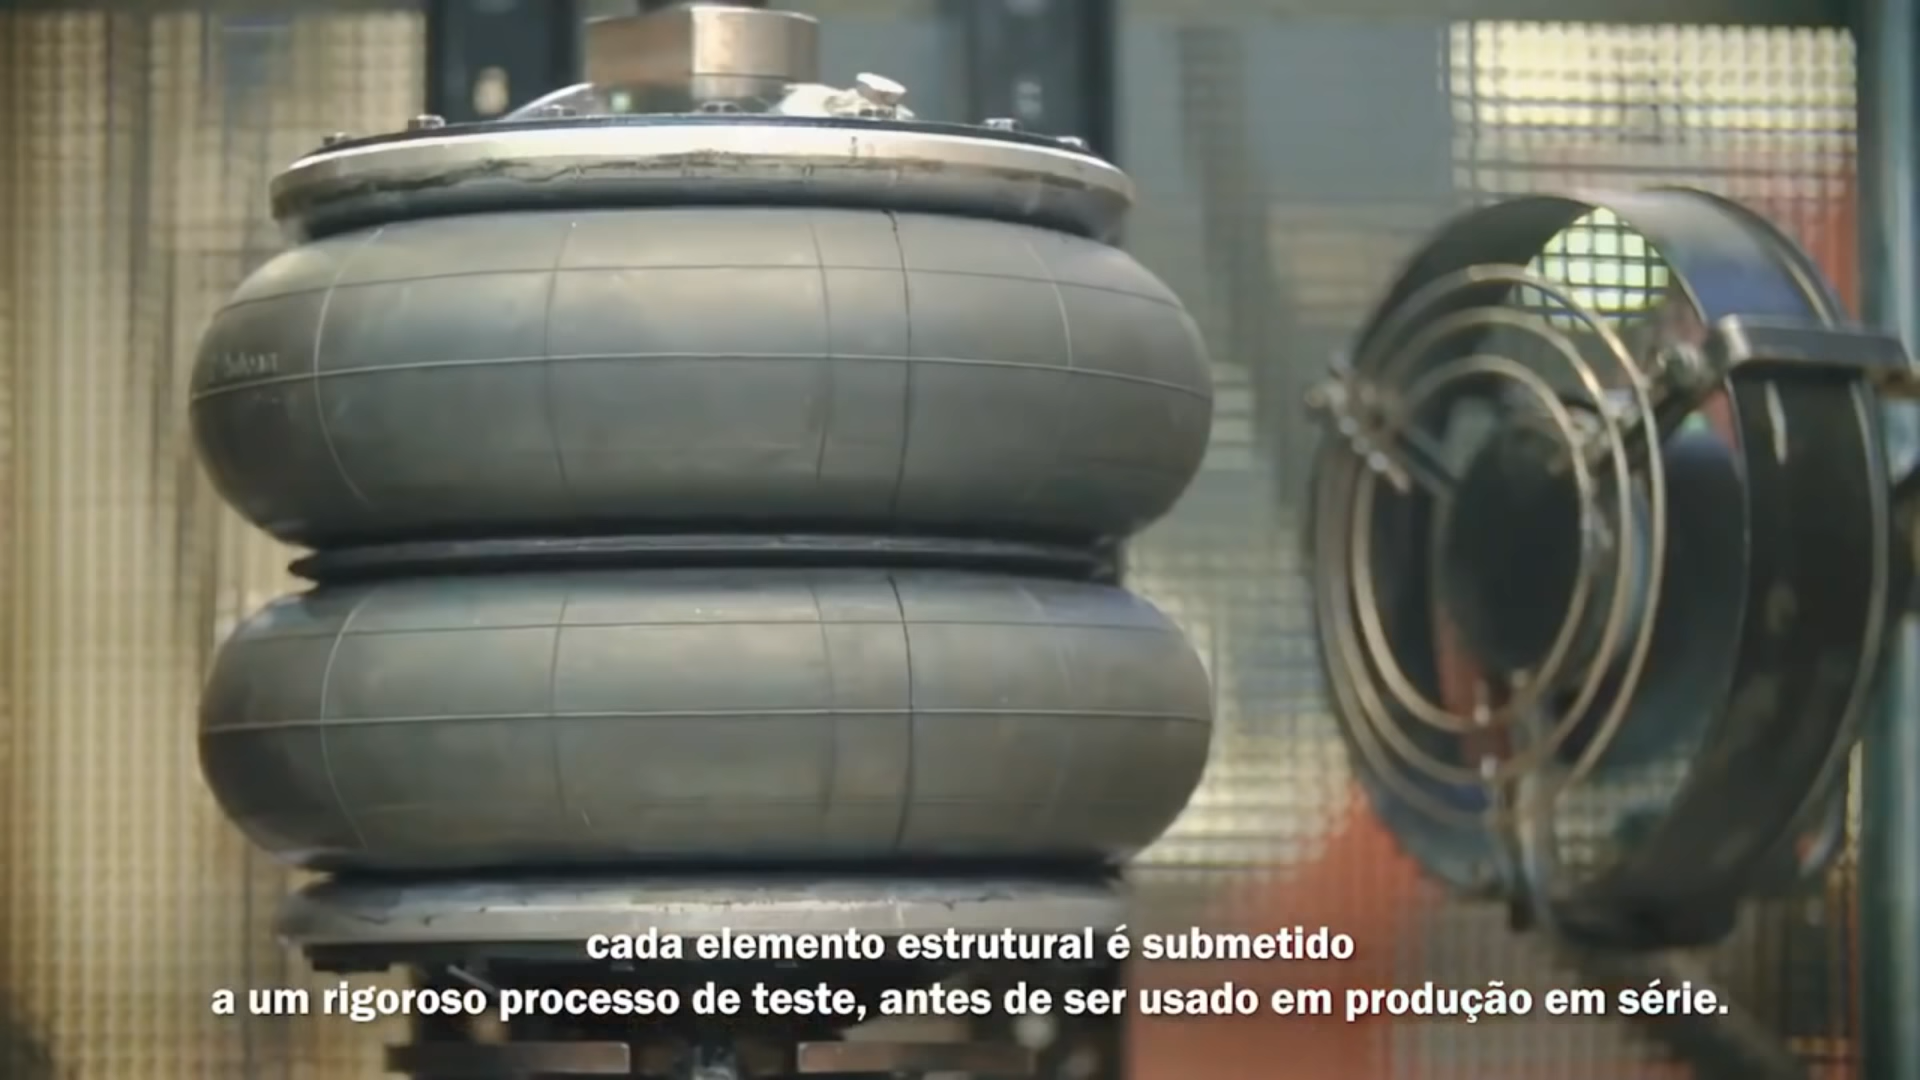 cada elemento estrutural é submetido
a um rigoroso processo de teste, antes de ser usado em produção em série.